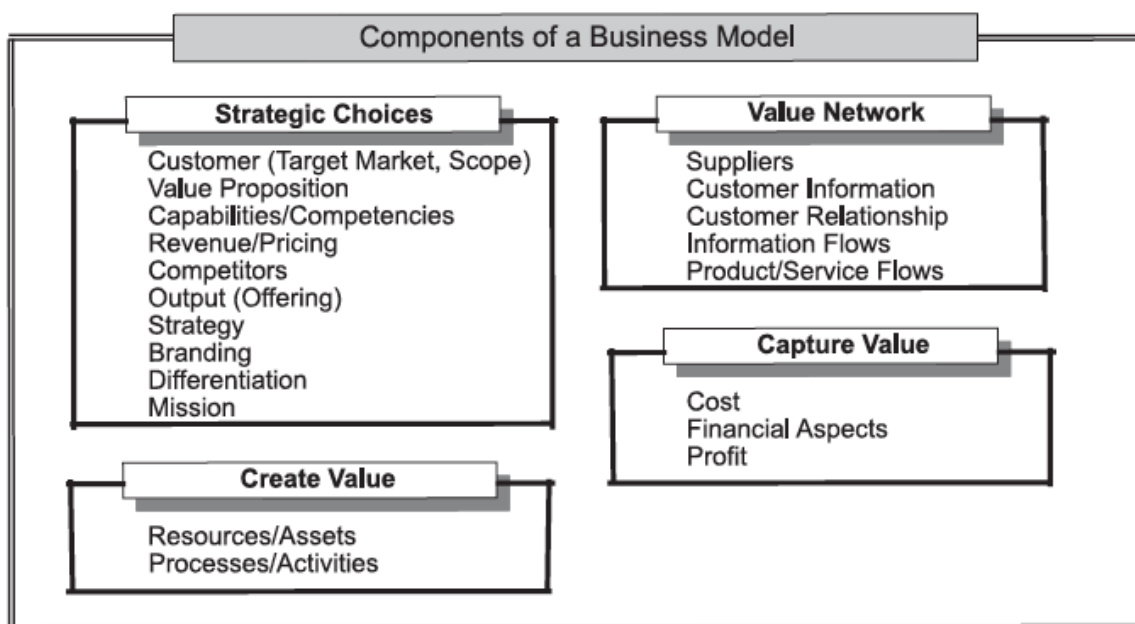 Components of a Business Model
Strategic Choices
Customer (Target Market, Scope)
Value Proposition
Capabilities/Competencies
Revenue/Pricing
Competitors
Output (Offering)
Strategy
Branding
Differentiation
Mission
Create Value
Resources/Assets
Processes/Activities
Value Network
Suppliers
Customer Information
Customer Relationship
Information Flows
Product/Service Flows
Capture Value
Cost
Financial Aspects
Profit